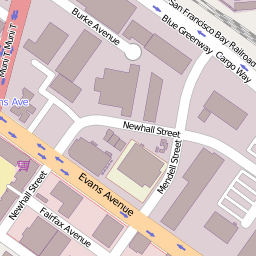 San Francisco Bay Railroad
Burke Avenue
Blue Greenway
Cargo Way
Muni T Muni T
ns Ave
Newhall Street
Mendell Street
Evans Avenue
Newhall Street
Fairfax Avenue